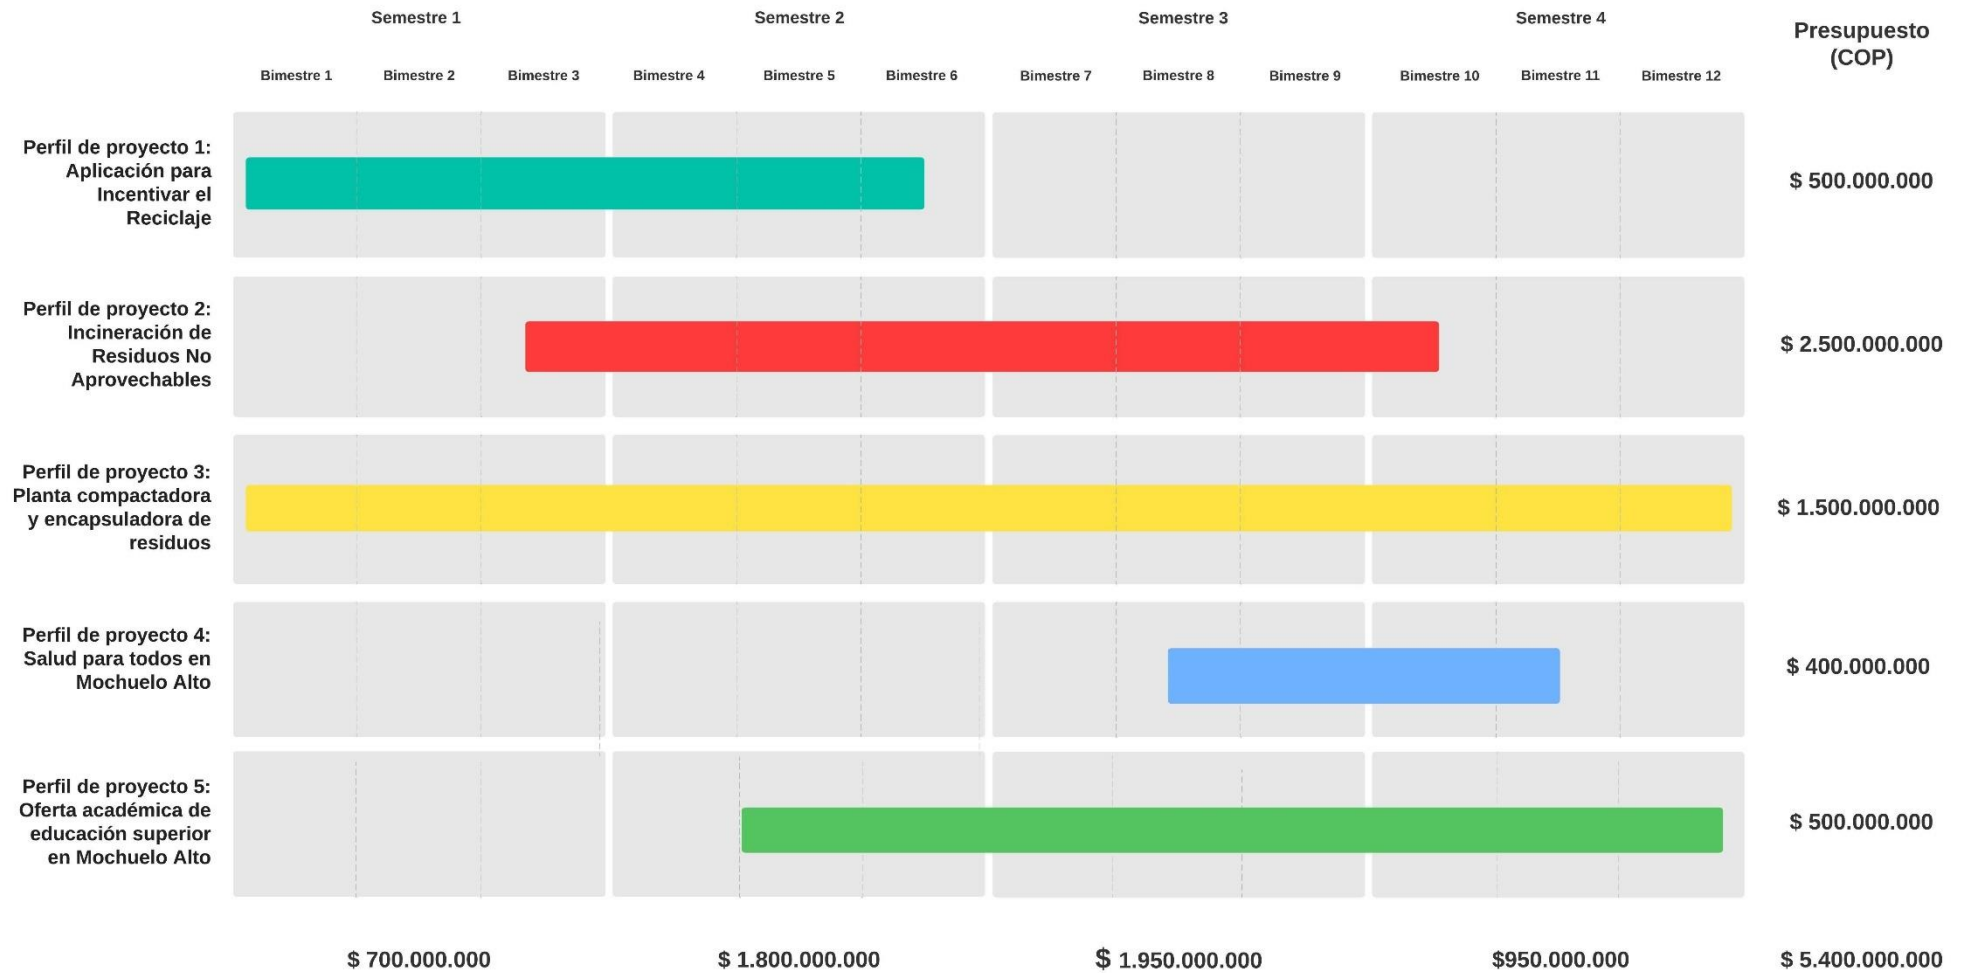 Semestre 1
Semestre 2
Semestre 3
Semestre 4
Presupuesto
(COP)
Bimestre 1
Bimestre 2
Bimestre 3
Bimestre 4
Bimestre 5
Bimestre 6
Bimestre 7
Bimestre 8
Bimestre 9
Bimestre 10
Bimestre 11
Bimestre 12
Perfil de proyecto 1:
Aplicación para
Incentivar el
Reciclaje
$ 500.000.000
Perfil de proyecto 2:
Incineración de
Residuos No
Aprovechables
$ 2.500.000.000
Perfil de proyecto 3:
Planta compactadora
y encapsuladora de
residuos
$ 1.500.000.000
Perfil de proyecto 4:
Salud para todos en
Mochuelo Alto
$ 400.000.000
Perfil de proyecto 5:
Oferta académica de
educación superior
en Mochuelo Alto
$ 500.000.000
$ 700.000.000
$ 1.800.000.000
$ 1.950.000.000
$950.000.000
$ 5.400.000.000